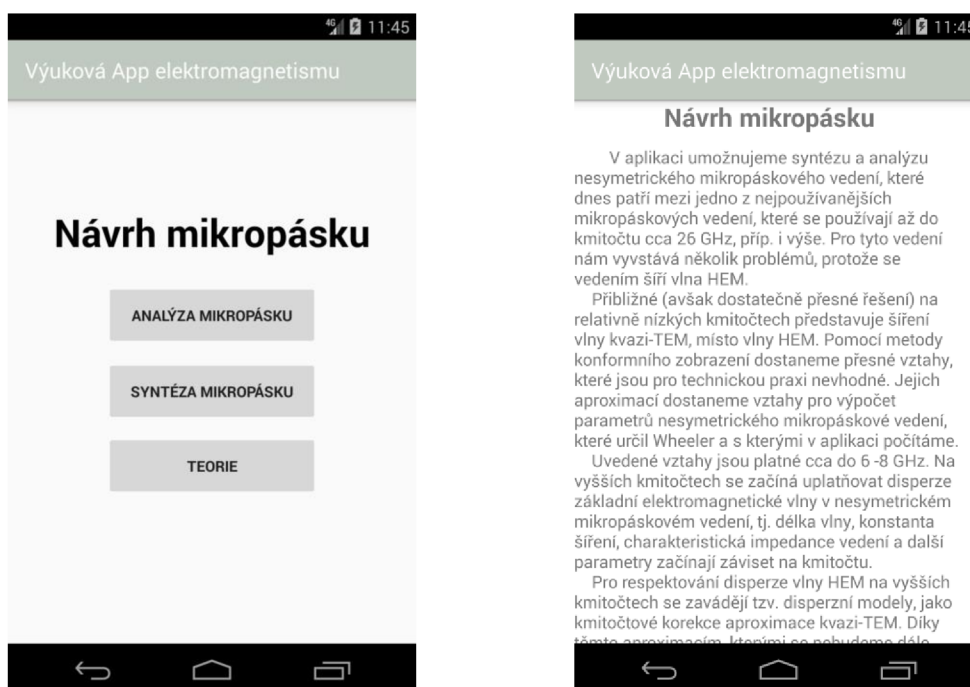 4G 11:45
Výuková App elektromagnetismu
Návrh mikropásku
ANALÝZA MIKROPÁSKU
SYNTÉZA MIKROPÁSKU
TEORIE
4G 11:45
Výuková App elektromagnetismu
Návrh mikropásku
V aplikaci umožnujeme syntézu a analýzu
nesymetrického mikropáskového vedení, které
dnes patří mezi jedno z nejpoužívanějších
mikropáskových vedení, které se používají až do
kmitočtu cca 26 GHz, příp. i výše. Pro tyto vedení
nám vyvstává několik problémů, protože se
vedením šíří vlna HEM.
Přibližné (avšak dostatečně přesné řešení) na
relativně nízkých kmitočtech představuje šíření
vlny kvazi-TEM, místo vlny HEM. Pomocí metody
konformního zobrazení dostaneme přesné vztahy,
které jsou pro technickou praxi nevhodné. Jejich
aproximací dostaneme vztahy pro výpočet
parametrů nesymetrického mikropáskové vedení,
které určil Wheeler a s kterými v aplikaci počítáme.
Uvedené vztahy jsou platné cca do 6 -8 GHz. Na
vyšších kmitočtech se začíná uplatňovat disperze
základní elektromagnetické vlny v nesymetrickém
mikropáskovém vedení, tj. délka vlny, konstanta
šíření, charakteristická impedance vedení a další
parametry začínají záviset na kmitočtu.
Pro respektování disperze vlny HEM na vyšších
kmitočtech se zavádějí tzv. disperzní modely, jako
kmitočtové korekce aproximace kvazi-TEM. Díky
těmto aproximacím, kterými se nebudeme dále